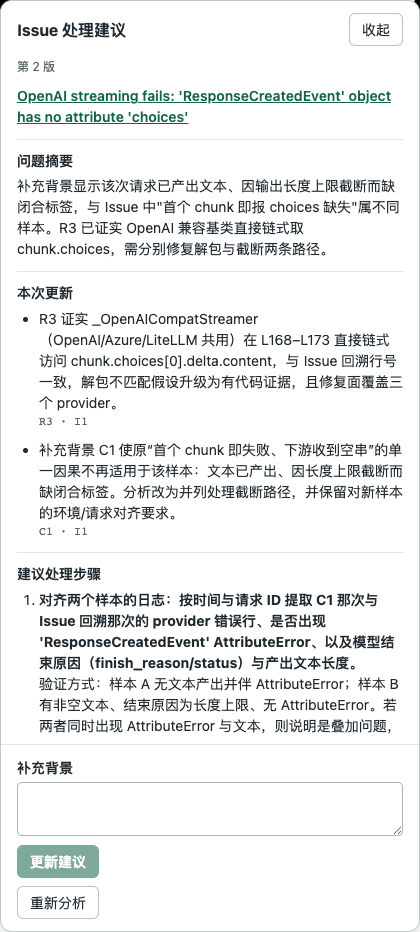 Issue 处理建议
收起
第 2 版
OpenAI streaming fails: 'ResponseCreatedEvent' object
has no attribute 'choices'
问题摘要
补充背景显示该次请求已产出文本、因输出长度上限截断而缺
闭合标签，与 Issue 中"首个 chunk 即报 choices 缺失"属不同
样本。R3 已证实 OpenAI 兼容基类直接链式取
chunk.choices，需分别修复解包与截断两条路径。
本次更新
• R3 证实 _OpenAICompatStreamer
（OpenAI/Azure/LiteLLM 共用）在 L168–L173 直接链式
访问 chunk.choices[0].delta.content，与 Issue 回溯行号
一致，解包不匹配假设升级为有代码证据，且修复面覆盖三
个 provider。
R3 · I1
• 补充背景 C1 使原“首个 chunk 即失败、下游收到空串”的单
一因果不再适用于该样本：文本已产出、因长度上限截断而
缺闭合标签。分析改为并列处理截断路径，并保留对新样本
的环境/请求对齐要求。
C1 · I1
建议处理步骤
1. 对齐两个样本的日志：按时间与请求 ID 提取 C1 那次与
Issue 回溯那次的 provider 错误行、是否出现
'ResponseCreatedEvent' AttributeError、以及模型结
束原因（finish_reason/status）与产出文本长度。
验证方式：样本 A 无文本产出并伴 AttributeError；样本 B
有非空文本、结束原因为长度上限、无 AttributeError。若
两者同时出现 AttributeError 与文本，则说明是叠加问题，
补充背景
更新建议
重新分析